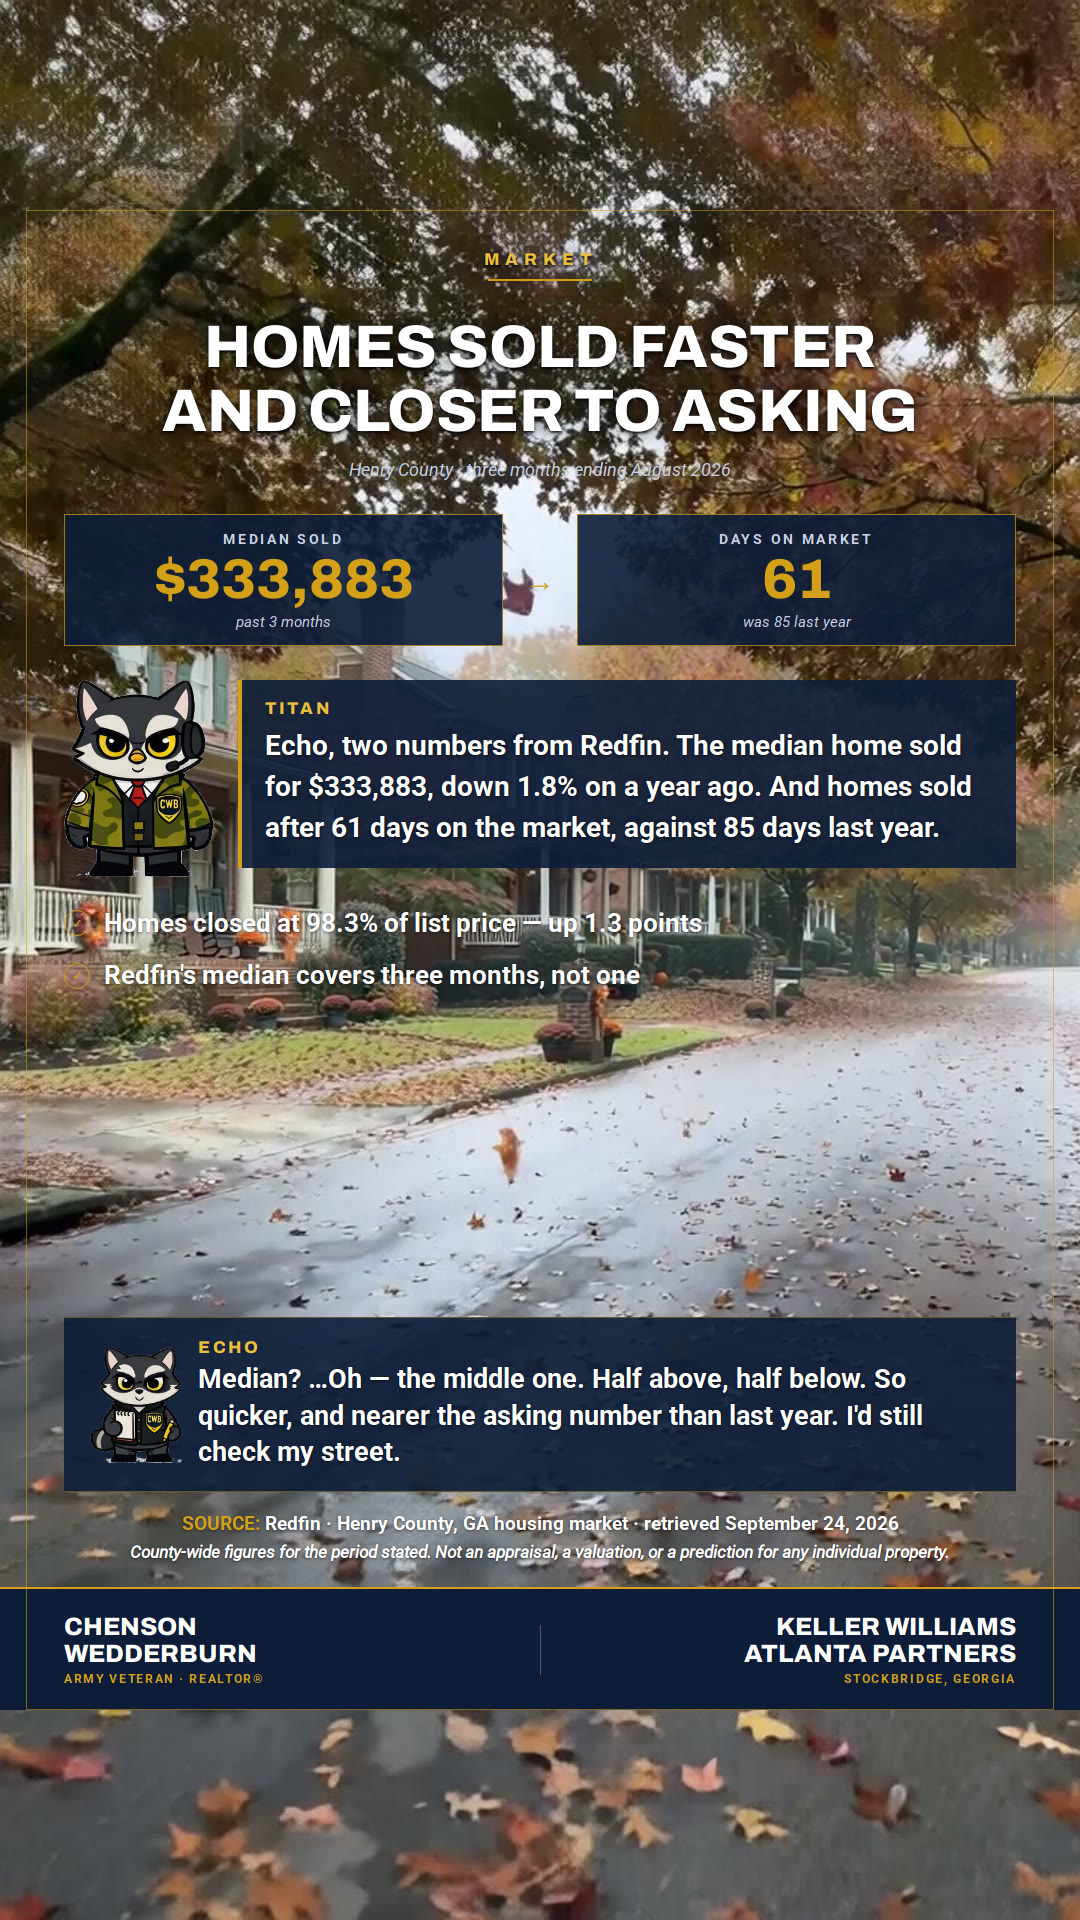 MARKET
HOMES SOLD FASTER
AND CLOSER TO ASKING
Henry County · three months ending August 2026
MEDIAN SOLD
$333,883
past 3 months
→
DAYS ON MARKET
61
was 85 last year
TITAN
Echo, two numbers from Redfin. The median home sold
for $333,883, down 1.8% on a year ago. And homes sold
after 61 days on the market, against 85 days last year.
CWB
✓ Homes closed at 98.3% of list price — up 1.3 points
✓ Redfin's median covers three months, not one
ECHO
Median? ...Oh — the middle one. Half above, half below. So
quicker, and nearer the asking number than last year. I'd still
check my street.
CWB
SOURCE: Redfin · Henry County, GA housing market · retrieved September 24, 2026
County-wide figures for the period stated. Not an appraisal, a valuation, or a prediction for any individual property.
CHENSON
WEDDERBURN
ARMY VETERAN · REALTOR®
KELLER WILLIAMS
ATLANTA PARTNERS
STOCKBRIDGE, GEORGIA